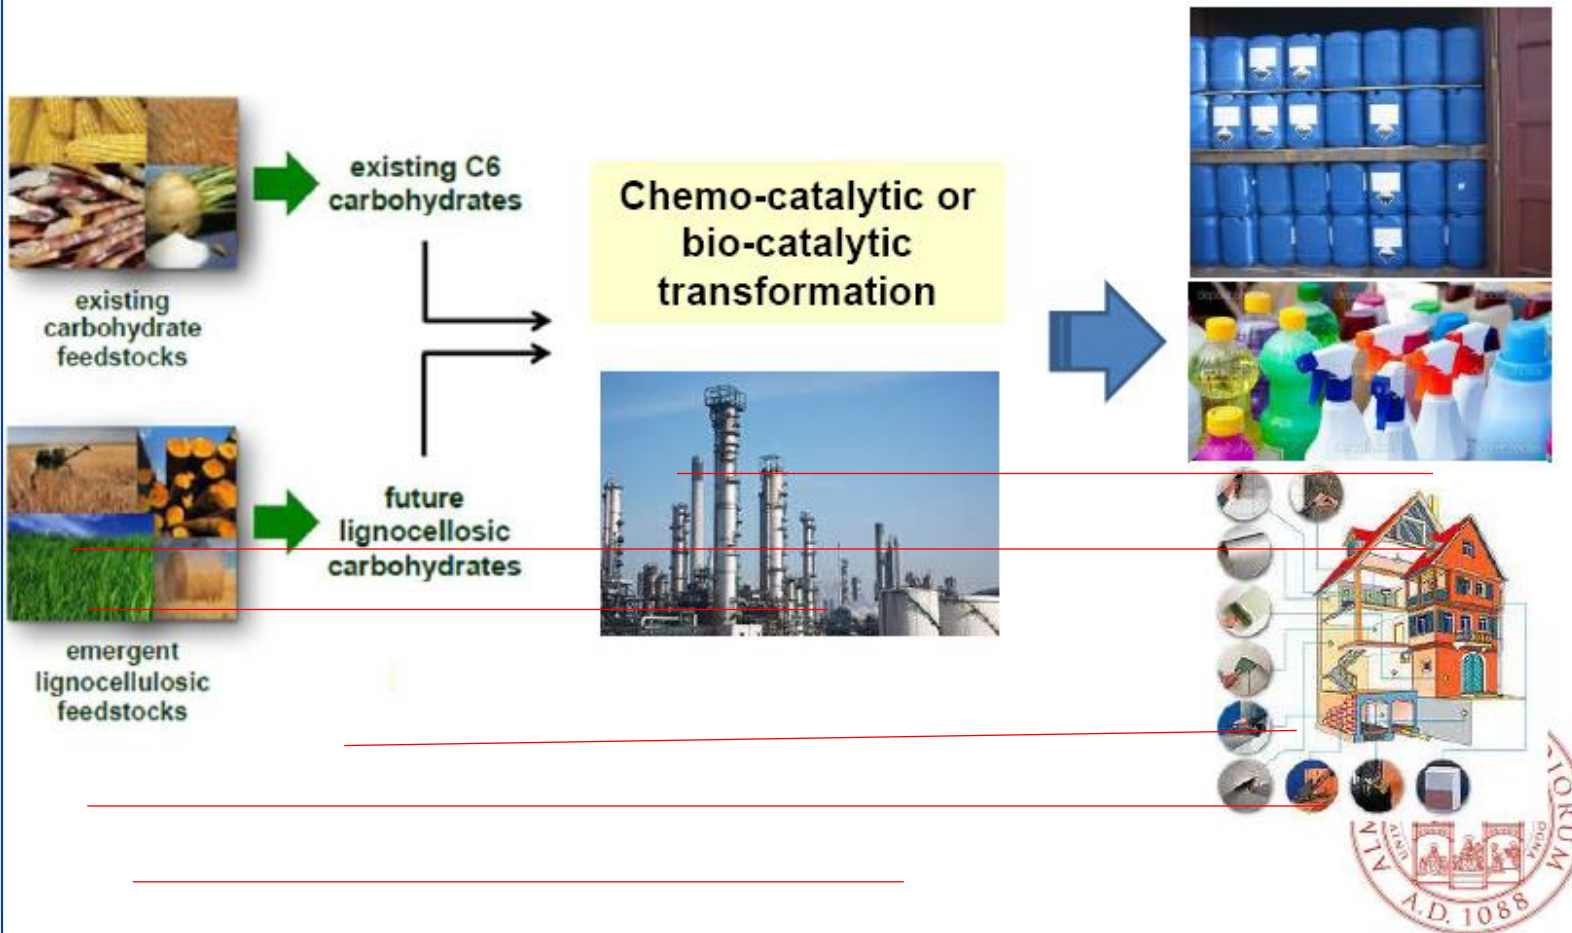 existing C6
carbohydrates
existing
carbohydrate
feedstocks
Chemo-catalytic or
bio-catalytic
transformation
future
lignocellosic
carbohydrates
emergent
lignocellulosic
feedstocks
A.D. 1088